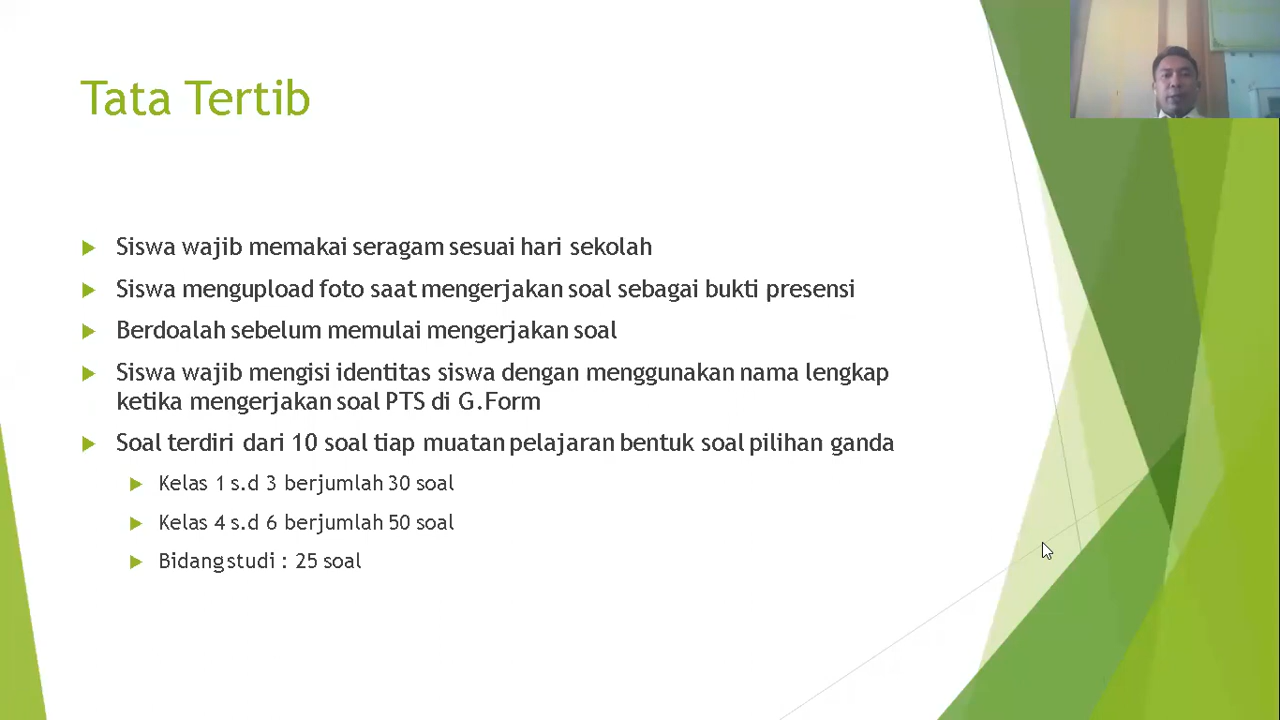 Tata Tertib
Siswa wajib memakai seragam sesuai hari sekolah
Siswa mengupload foto saat mengerjakan soal sebagai bukti presensi
Berdoalah sebelum memulai mengerjakan soal
Siswa wajib mengisi identitas siswa dengan menggunakan nama lengkap
ketika mengerjakan soal PTS di G.Form
Soal terdiri dari 10 soal tiap muatan pelajaran bentuk soal pilihan ganda
Kelas 1 s.d 3 berjumlah 30 soal
Kelas 4 s.d 6 berjumlah 50 soal
Bidang studi : 25 soal